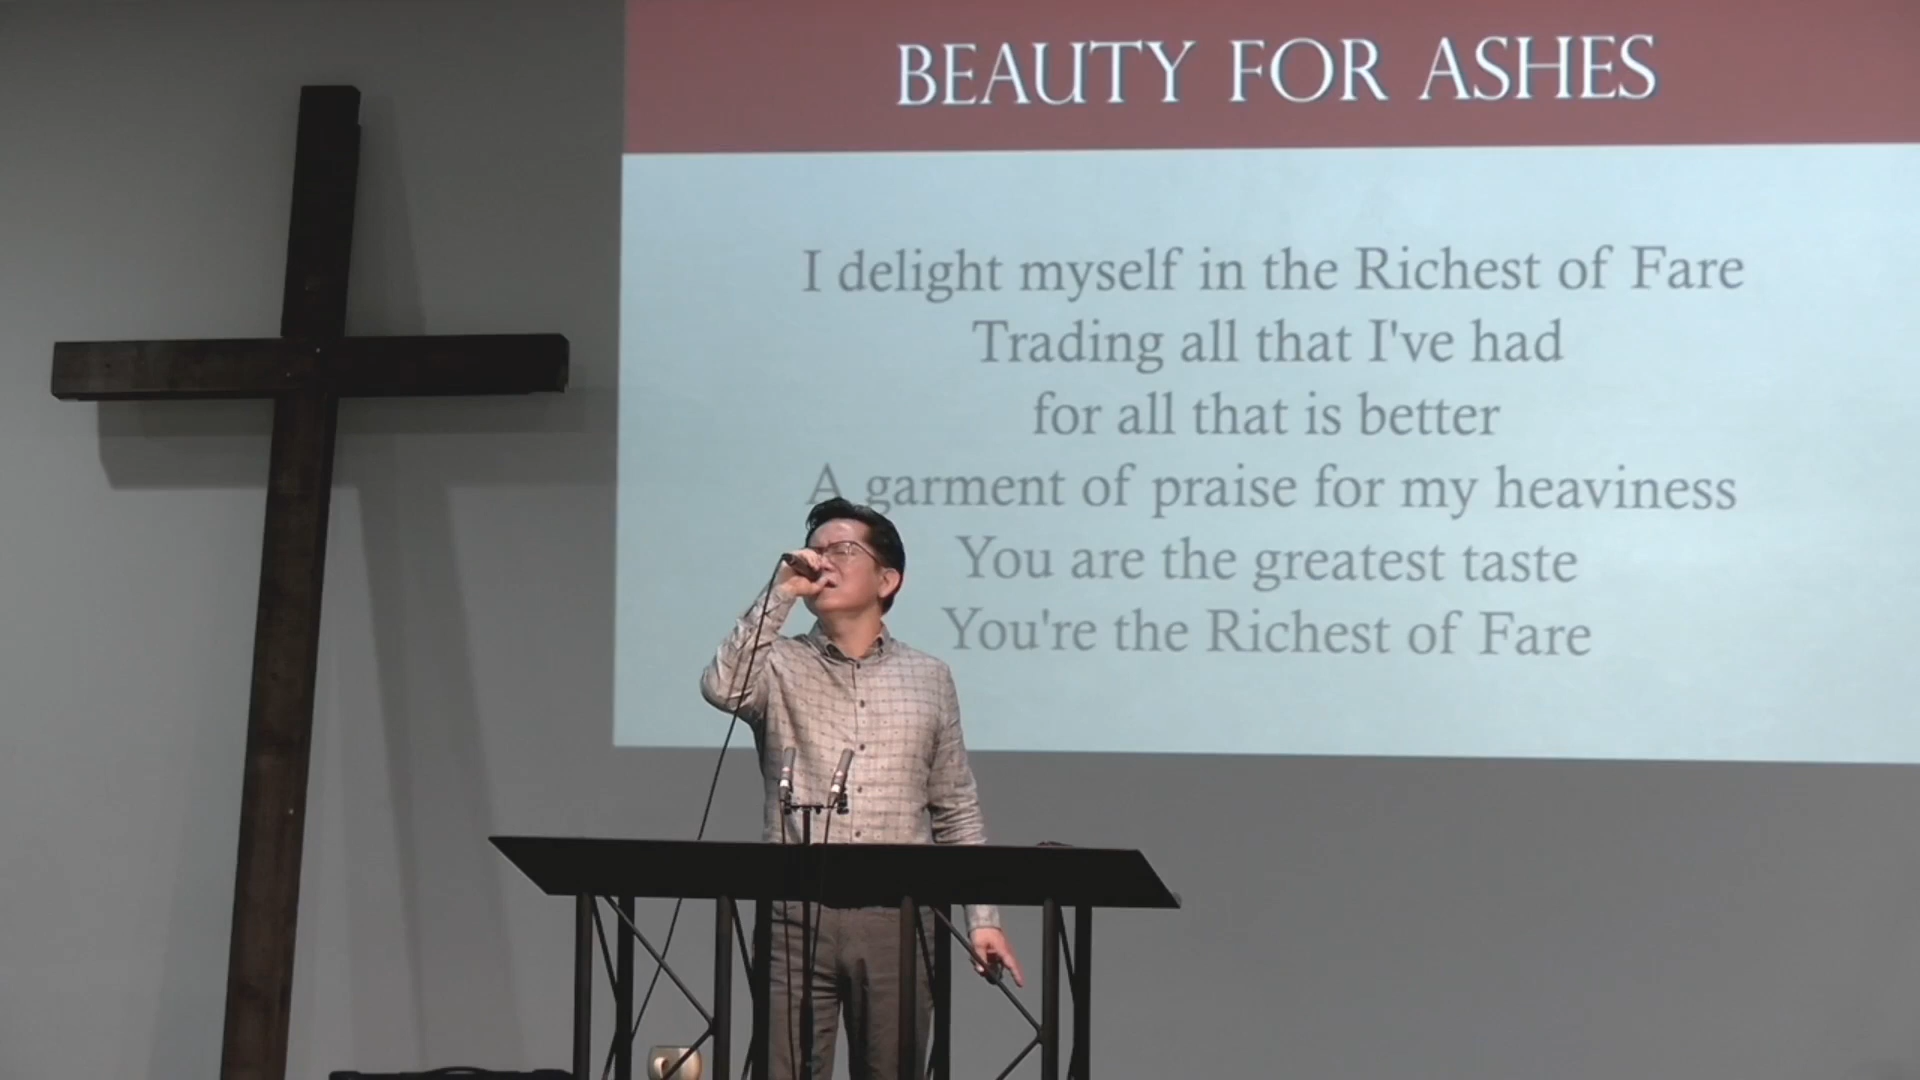 BEAUTY FOR ASHES
I delight myself in the Richest of Fare
Trading all that I've had
for all that is better
A garment of praise for my heaviness
You are the greatest taste
You're the Richest of Fare